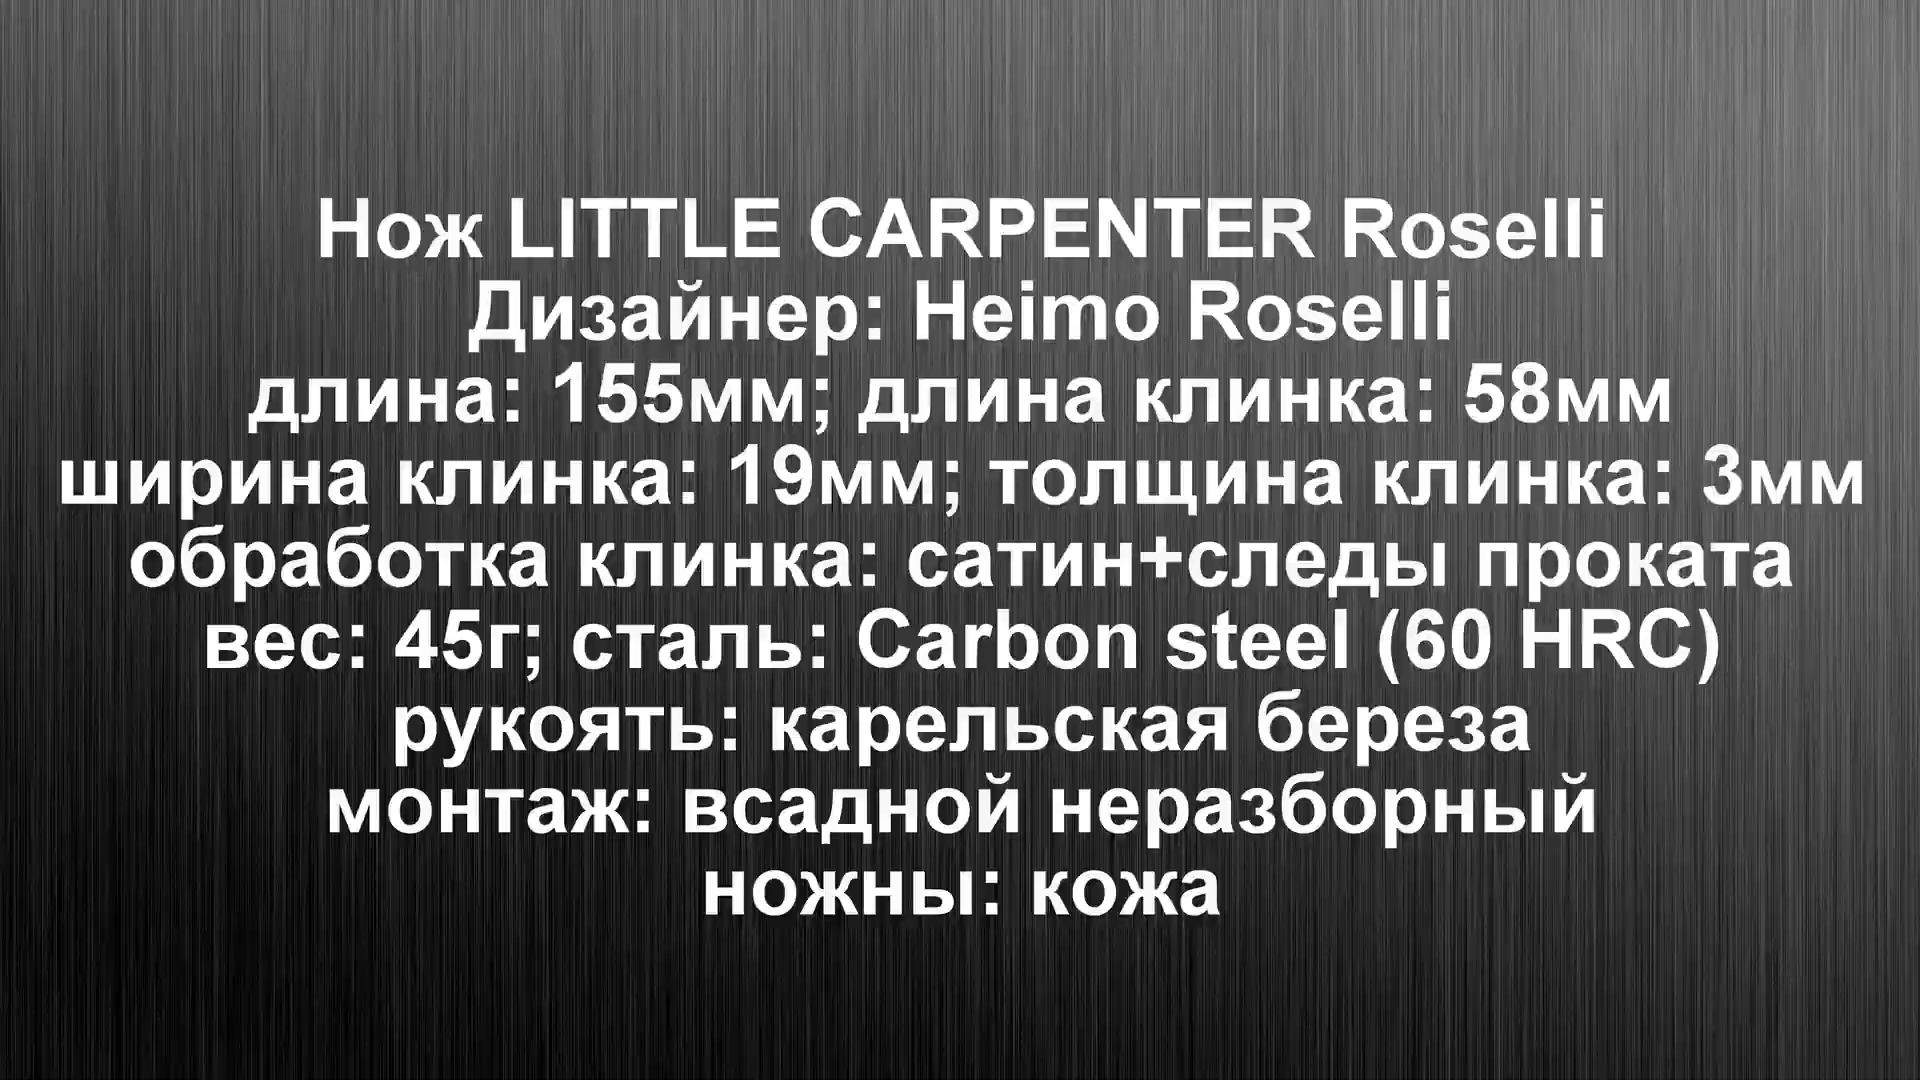 Нож LITTLE CARPENTER Roselli
Дизайнер: Heimo Roselli
длина: 155мм; длина клинка: 58мм
ширина клинка: 19мм; толщина клинка: 3мм
обработка клинка: сатин+следы проката
вес: 45г; сталь: Carbon steel (60 HRC)
рукоять: карельская береза
монтаж: всадной неразборный
ножны: кожа